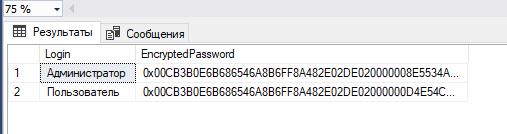 75 %
Результаты Сообщения
Login EncryptedPassword
1 Администратор 0x00CB3B0E6B686546A8B6FF8A482E02DE020000008E5534A...
2 Пользователь 0x00CB3B0E6B686546A8B6FF8A482E02DE02000000D4E54C...